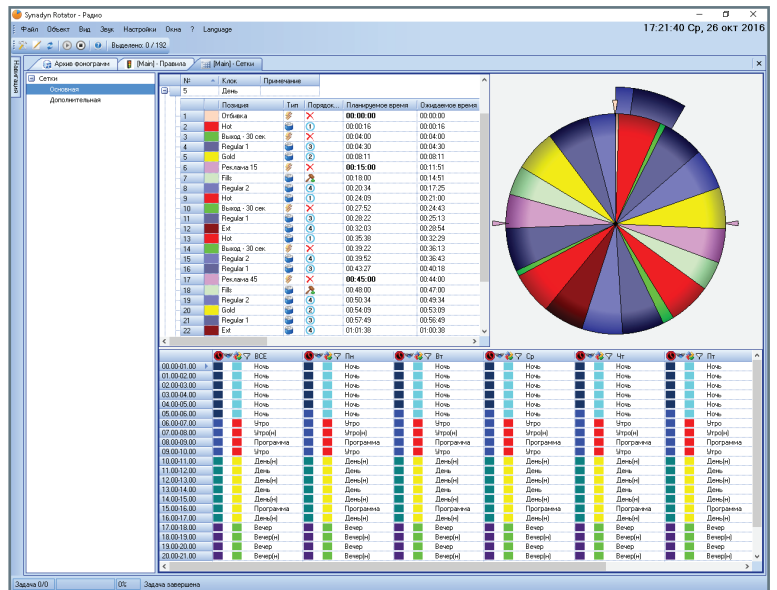 Synadyn Rotator - Радио
Файл Объект Вид Звук Настройки Окна ? Language
17:21:40 Ср, 26 окт 2016
Выделено: 0 / 192
Архив фонограмм [Main] - Правила [Main] - Сетки
Навигация
Сетки
Основная
Дополнительная
№ Клок Примечание
5 День
Позиция Тип Порядок... Планируемое время Ожидаемое время
1 Отбивка 00:00:00 00:00:00
2 Hot 1 00:00:16 00:00:16
3 Выход - 30 сек 00:04:00 00:04:00
4 Regular 1 3 00:04:30 00:04:30
5 Gold 2 00:08:11 00:08:11
6 Реклама 15 00:15:00 00:11:51
7 Fills 00:18:00 00:14:51
8 Regular 2 4 00:20:34 00:17:25
9 Hot 1 00:24:09 00:21:00
10 Выход - 30 сек 00:27:52 00:24:43
11 Regular 1 3 00:28:22 00:25:13
12 Ext 4 00:32:03 00:28:54
13 Hot 1 00:35:38 00:32:29
14 Выход - 30 сек 00:39:22 00:36:13
15 Regular 2 4 00:39:52 00:36:43
16 Regular 1 3 00:43:27 00:40:18
17 Реклама 45 00:45:00 00:44:00
18 Fills 00:48:00 00:47:00
19 Regular 2 4 00:50:34 00:49:34
20 Gold 2 00:54:09 00:53:09
21 Regular 1 3 00:57:49 00:56:49
22 Ext 4 01:01:38 01:00:38
ВСЕ Пн Вт Ср Чт Пт
00.00-01.00 Ночь Ночь Ночь Ночь Ночь Ночь
01.00-02.00 Ночь Ночь Ночь Ночь Ночь Ночь
02.00-03.00 Ночь Ночь Ночь Ночь Ночь Ночь
03.00-04.00 Ночь Ночь Ночь Ночь Ночь Ночь
04.00-05.00 Ночь Ночь Ночь Ночь Ночь Ночь
05.00-06.00 Ночь Ночь Ночь Ночь Ночь Ночь
06.00-07.00 Утро Утро Утро Утро Утро Утро
07.00-08.00 Утро(н) Утро(н) Утро(н) Утро(н) Утро(н) Утро(н)
08.00-09.00 Программа Программа Программа Программа Программа Программа
09.00-10.00 Утро Утро Утро Утро Утро Утро
10.00-11.00 День(н) День(н) День(н) День(н) День(н) День(н)
11.00-12.00 День День День День День День
12.00-13.00 День(н) День(н) День(н) День(н) День(н) День(н)
13.00-14.00 День День День День День День
14.00-15.00 День(н) День(н) День(н) День(н) День(н) День(н)
15.00-16.00 Программа Программа Программа Программа Программа Программа
16.00-17.00 День(н) День(н) День(н) День(н) День(н) День(н)
17.00-18.00 Вечер Вечер Вечер Вечер Вечер Вечер
18.00-19.00 Вечер(н) Вечер(н) Вечер(н) Вечер(н) Вечер(н) Вечер(н)
19.00-20.00 Вечер Вечер Вечер Вечер Вечер Вечер
20.00-21.00 Вечер(н) Вечер(н) Вечер(н) Вечер(н) Вечер(н) Вечер(н)
Задача 0/0 0% Задача завершена